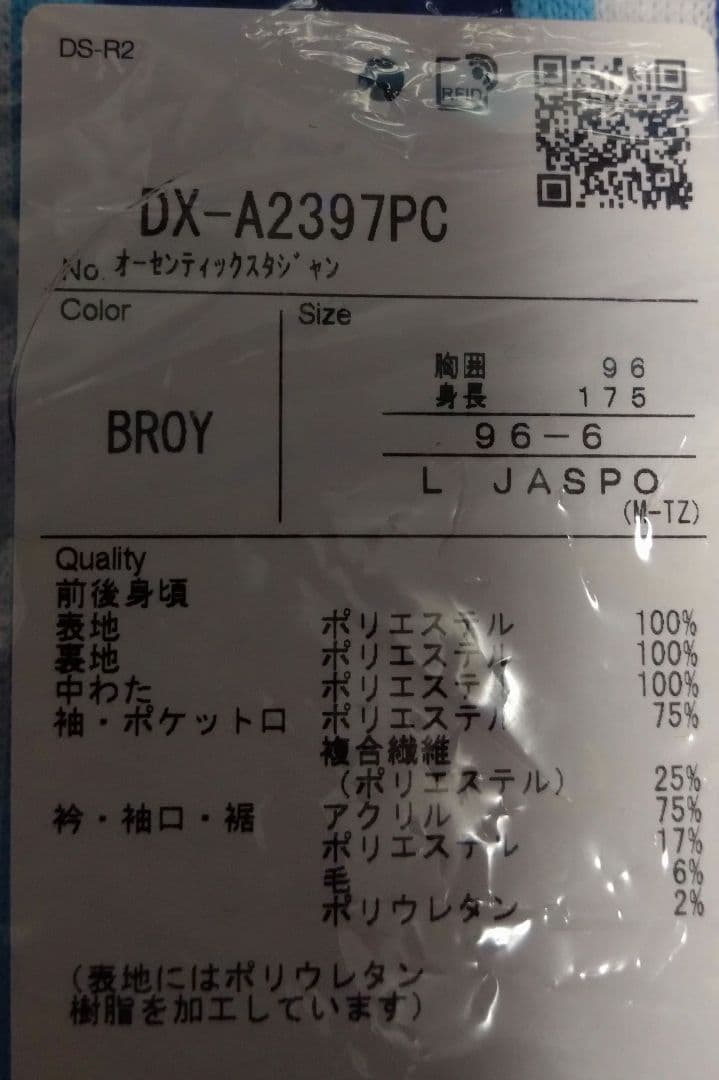 DS-R2
RFID
DX-A2397PC
No. オーセンティックスタジャン
Color
Size
胸囲 96
身長 175
BROY
96-6
L JASPO
(M-TZ)
Quality
前後身頃
表地 ポリエステル 100%
裏地 ポリエステル 100%
中わた ポリエステル 100%
袖・ポケット口 ポリエステル 75%
複合繊維
(ポリエステル) 25%
衿・袖口・裾 アクリル 75%
ポリエステル 17%
毛 6%
ポリウレタン 2%
(表地にはポリウレタン
樹脂を加工しています)